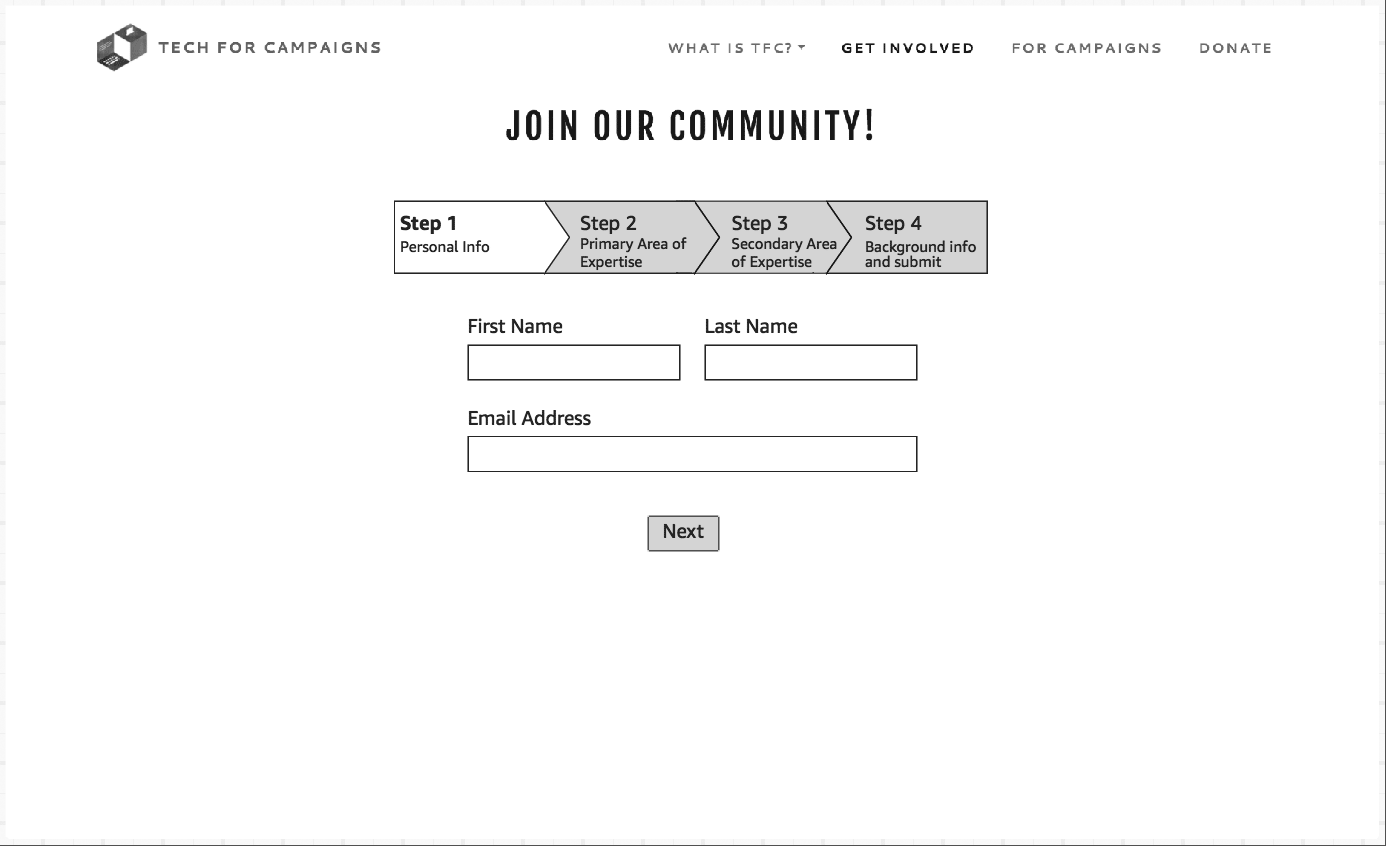 TECH FOR CAMPAIGNS
WHAT IS TFC?
GET INVOLVED
FOR CAMPAIGNS
DONATE
JOIN OUR COMMUNITY!
Step 1
Personal Info
Step 2
Primary Area of
Expertise
Step 3
Secondary Area
of Expertise
Step 4
Background info
and submit
First Name
Last Name
Email Address
Next